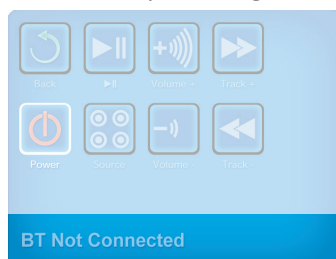 Back ▶II Volume + Track +
Power Source Volume - Track -
BT Not Connected